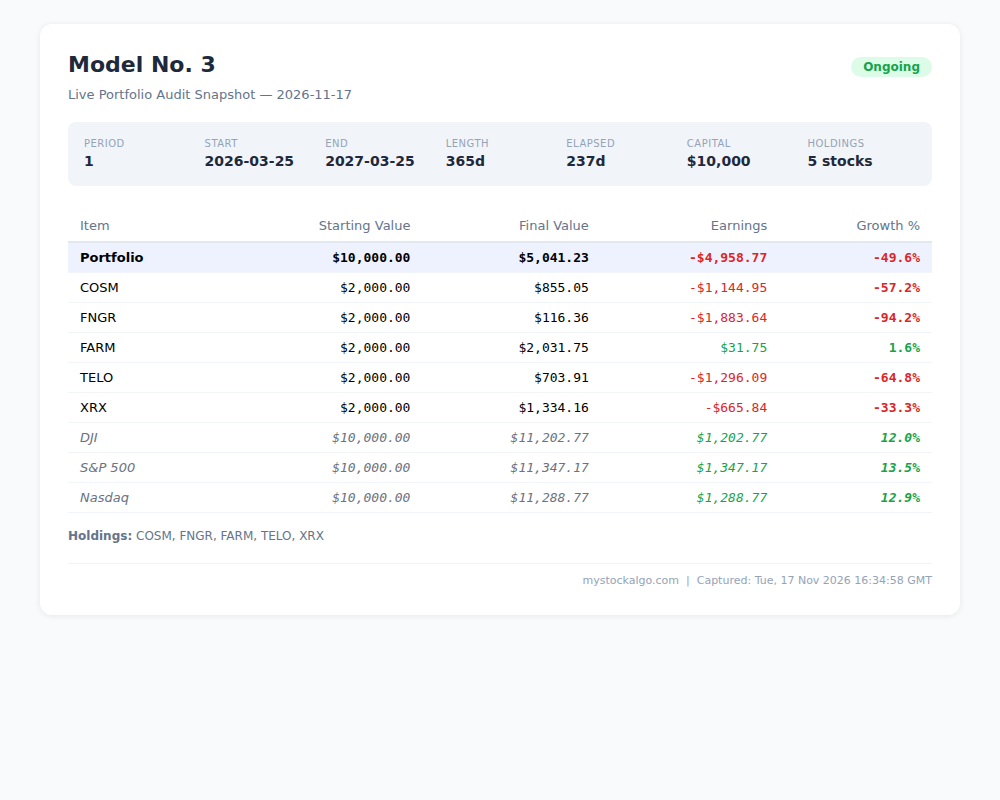 Model No. 3
Ongoing
Live Portfolio Audit Snapshot — 2026-11-17
PERIOD START END LENGTH ELAPSED CAPITAL HOLDINGS
1 2026-03-25 2027-03-25 365d 237d $10,000 5 stocks
Item Starting Value Final Value Earnings Growth %
Portfolio $10,000.00 $5,041.23 -$4,958.77 -49.6%
COSM $2,000.00 $855.05 -$1,144.95 -57.2%
FNGR $2,000.00 $116.36 -$1,883.64 -94.2%
FARM $2,000.00 $2,031.75 $31.75 1.6%
TELO $2,000.00 $703.91 -$1,296.09 -64.8%
XRX $2,000.00 $1,334.16 -$665.84 -33.3%
DJI $10,000.00 $11,202.77 $1,202.77 12.0%
S&P 500 $10,000.00 $11,347.17 $1,347.17 13.5%
Nasdaq $10,000.00 $11,288.77 $1,288.77 12.9%
Holdings: COSM, FNGR, FARM, TELO, XRX
mystockalgo.com | Captured: Tue, 17 Nov 2026 16:34:58 GMT